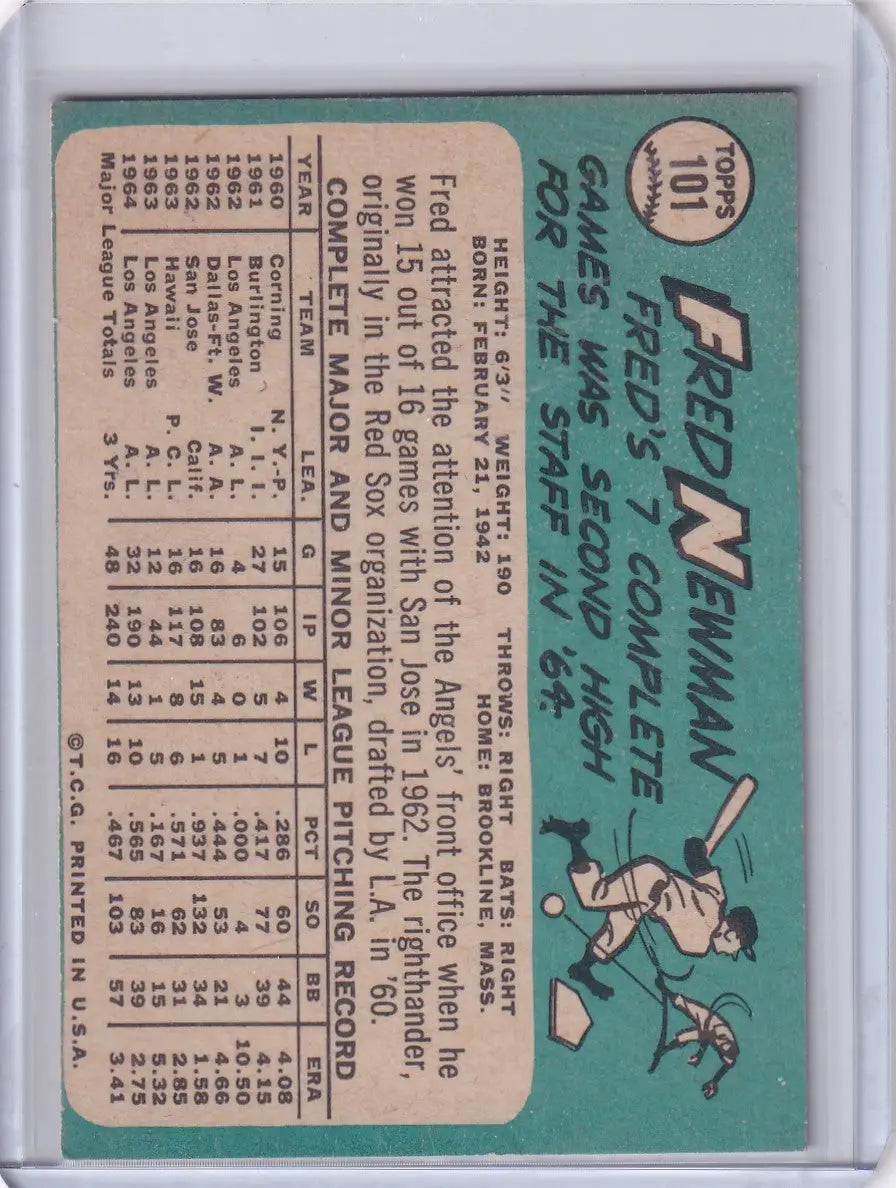 TOPPS
101
FRED NEWMAN
FRED'S 7 COMPLETE
GAMES WAS SECOND HIGH
FOR THE STAFF IN '64.
HEIGHT: 6'3" WEIGHT: 190 THROWS: RIGHT BATS: RIGHT
BORN: FEBRUARY 21, 1942 HOME: BROOKLINE, MASS.
Fred attracted the attention of the Angels' front office when he
won 15 out of 16 games with San Jose in 1962. The righthander,
originally in the Red Sox organization, drafted by L.A. in '60.
COMPLETE MAJOR AND MINOR LEAGUE PITCHING RECORD
YEAR TEAM LEA. G IP W L PCT SO BB ERA
1960 Corning N. Y.-P. 15 106 4 10 .286 60 44 4.08
1961 Burlington I. I. I. 27 102 5 7 .417 77 39 4.15
1962 Los Angeles A. L. 4 6 0 1 .000 4 3 10.50
1962 Dallas-Ft. W. A. A. 16 83 4 5 .444 53 21 4.66
1962 San Jose Calif. 16 108 15 1 .937 132 34 1.58
1963 Hawaii P. C. L. 16 117 8 6 .571 62 31 2.85
1963 Los Angeles A. L. 12 44 1 5 .167 16 15 5.32
1964 Los Angeles A. L. 32 190 13 10 .565 83 39 2.75
Major League Totals 3 Yrs. 48 240 14 16 .467 103 57 3.41
©T.C.G. PRINTED IN U.S.A.